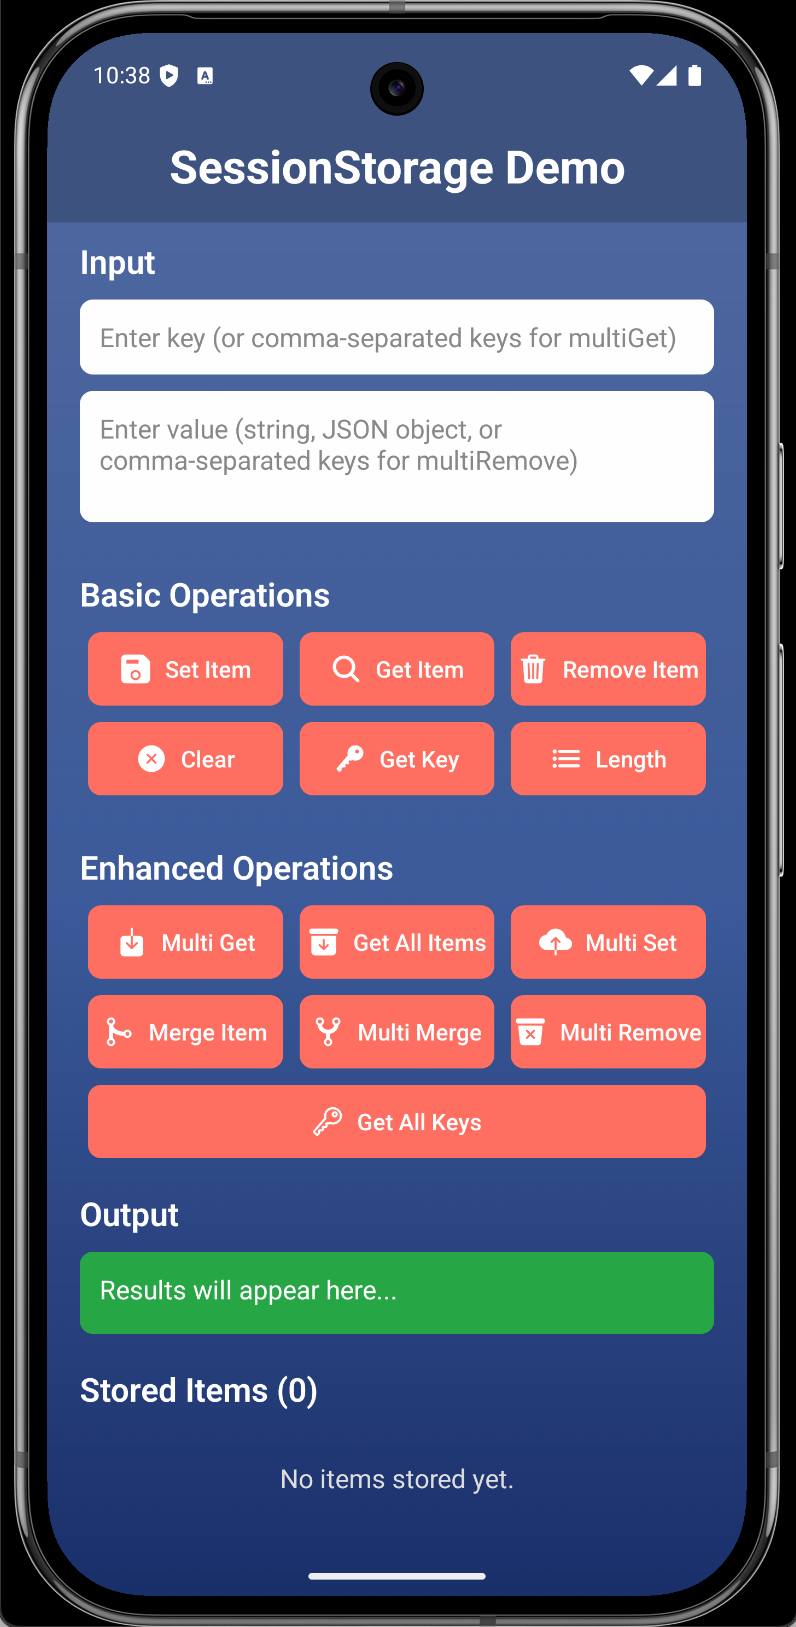 10:38
SessionStorage Demo
Input
Enter key (or comma-separated keys for multiGet)
Enter value (string, JSON object, or
comma-separated keys for multiRemove)
Basic Operations
Set Item
Get Item
Remove Item
Clear
Get Key
Length
Enhanced Operations
Multi Get
Get All Items
Multi Set
Merge Item
Multi Merge
Multi Remove
Get All Keys
Output
Results will appear here...
Stored Items (0)
No items stored yet.